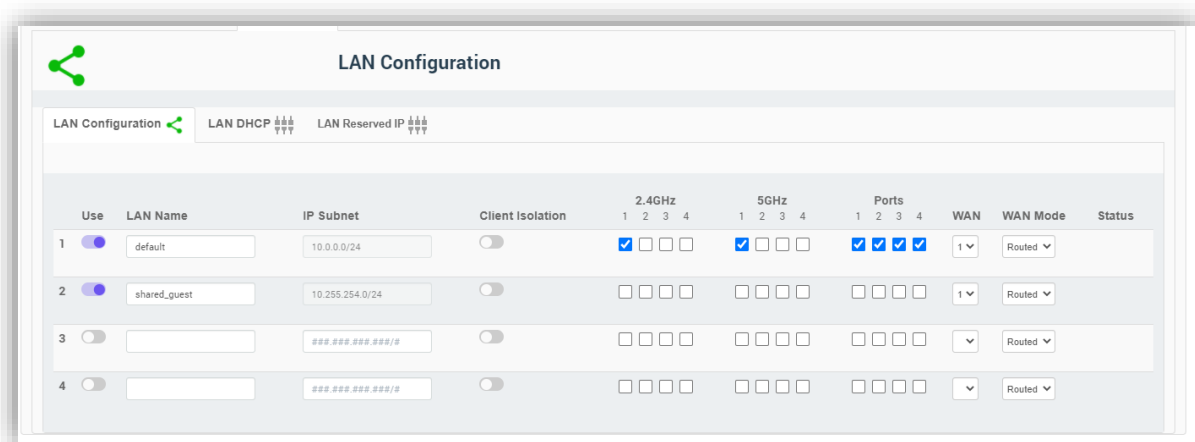 LAN Configuration
LAN Configuration LAN DHCP LAN Reserved IP
2.4GHz 5GHz Ports
Use LAN Name IP Subnet Client Isolation 1 2 3 4 1 2 3 4 1 2 3 4 WAN WAN Mode Status
1 default 10.0.0.0/24 1 Routed
2 shared_guest 10.255.254.0/24 1 Routed
3 ###.###.###.###/# Routed
4 ###.###.###.###/# Routed